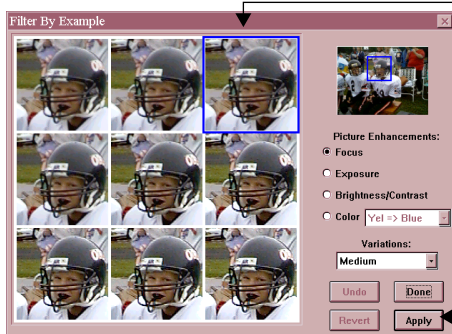 Filter By Example
Picture Enhancements:
Focus
Exposure
Brightness/Contrast
Color Yel => Blue
Variations:
Medium
Undo Done
Revert Apply